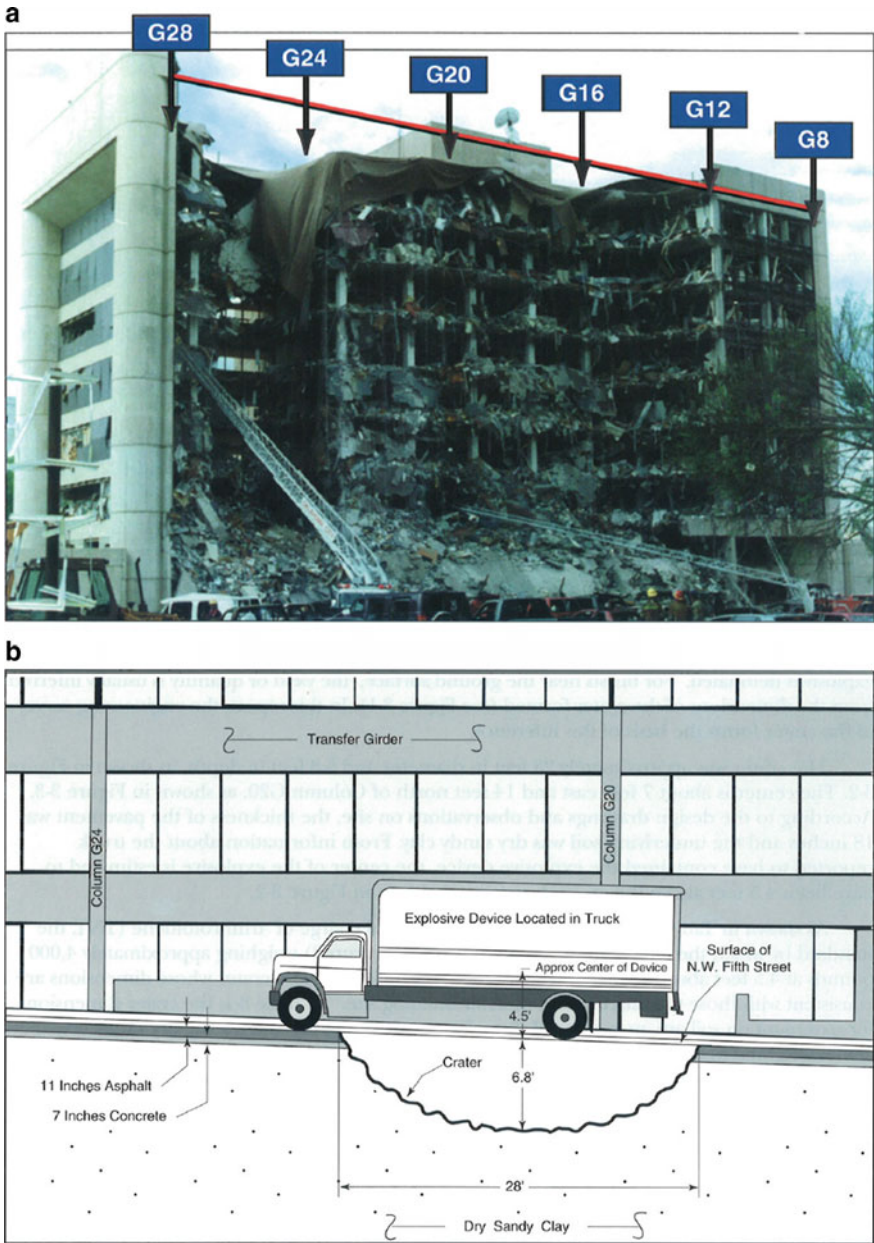 a
G28
G24
G20
G16
G12
G8
b
Transfer Girder
Column G24
Column G20
Explosive Device Located in Truck
Approx Center of Device
Surface of
N.W. Fifth Street
4.5'
11 Inches Asphalt
7 Inches Concrete
Crater
6.8'
28'
Dry Sandy Clay